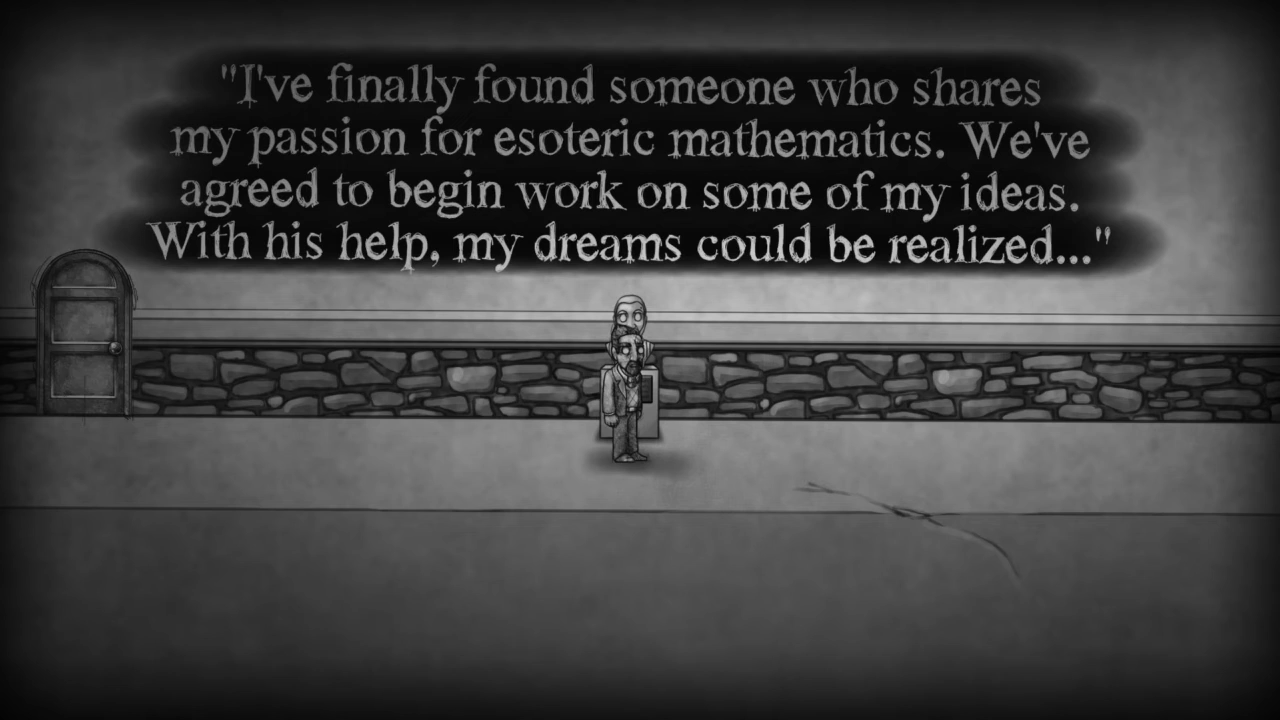 "I've finally found someone who shares
my passion for esoteric mathematics. We've
agreed to begin work on some of my ideas.
With his help, my dreams could be realized..."